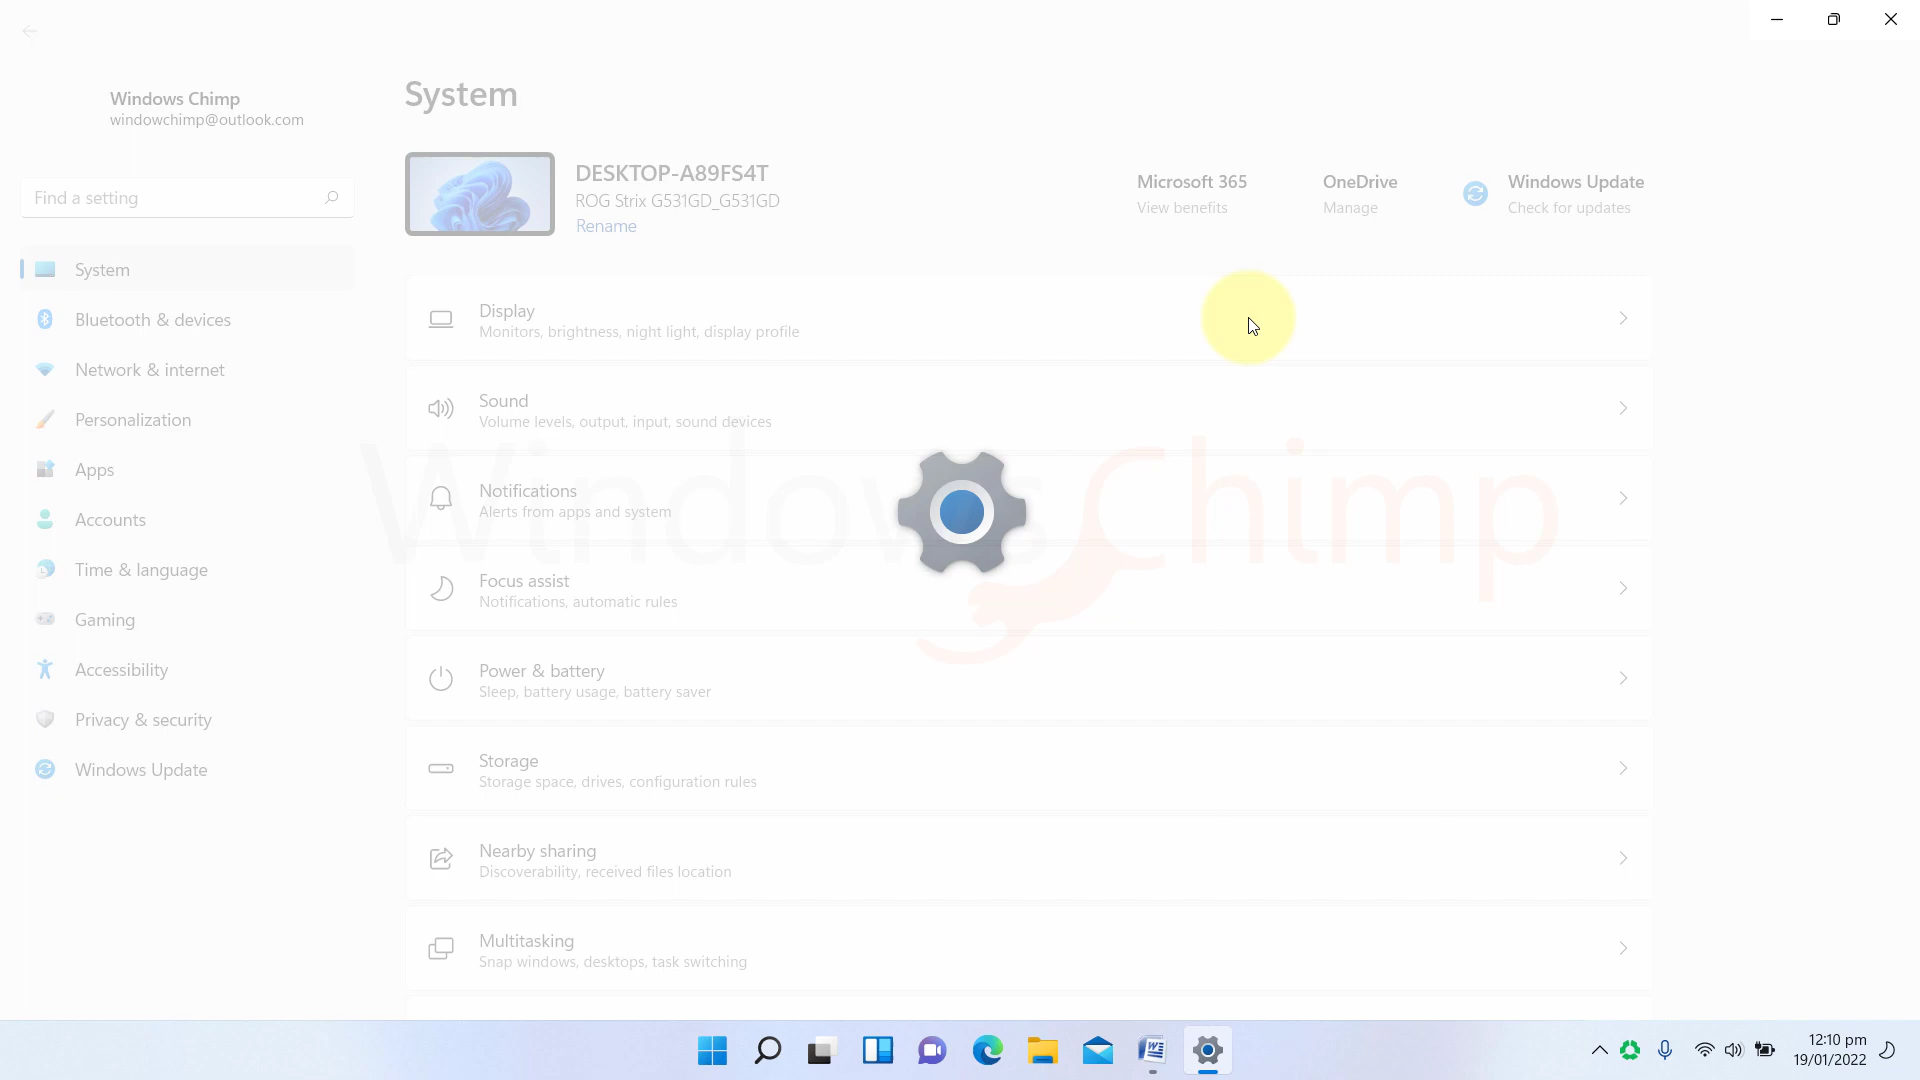 Windows Chimp
windowchimp@outlook.com
Find a setting
System
Bluetooth & devices
Network & internet
Personalization
Apps
Accounts
Time & language
Gaming
Accessibility
Privacy & security
Windows Update
System
DESKTOP-A89FS4T
ROG Strix G531GD_G531GD
Rename
Microsoft 365
View benefits
OneDrive
Manage
Windows Update
Check for updates
Display
Monitors, brightness, night light, display profile
Sound
Volume levels, output, input, sound devices
Notifications
Alerts from apps and system
Focus assist
Notifications, automatic rules
Power & battery
Sleep, battery usage, battery saver
Storage
Storage space, drives, configuration rules
Nearby sharing
Discoverability, received files location
Multitasking
Snap windows, desktops, task switching
Windows Chimp
12:10 pm
19/01/2022